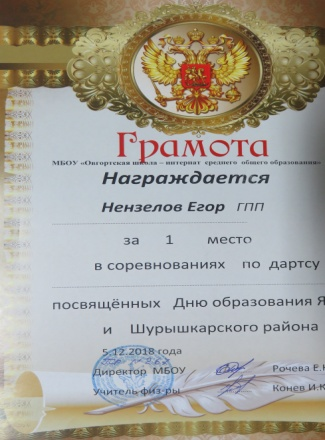 Грамота
МБОУ «Овгортская школа – интернат среднего общего образования»
Награждается
Нензелов Егор ГПП
за 1 место
в соревнованиях по дартсу
посвящённых Дню образования Я
и Шурышкарского района
5.12.2018 года
Директор МБОУ Рочева Е.Н
Учитель физ-ры Конев И.К